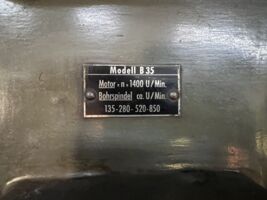 Modell B 35
Motor - n - 1400 U/Min.
Bohrspindel ca. U/Min.
135-280-520-850